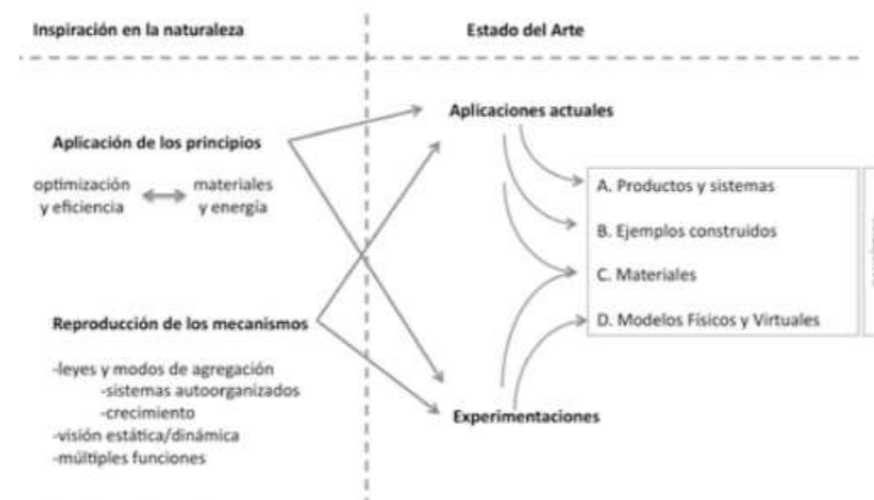 Inspiración en la naturaleza
Estado del Arte
Aplicación de los principios
optimización
y eficiencia
materiales
y energía
Reproducción de los mecanismos
-leyes y modos de agregación
-sistemas autoorganizados
-crecimiento
-visión estática/dinámica
-múltiples funciones
Aplicaciones actuales
A. Productos y sistemas
B. Ejemplos construidos
C. Materiales
D. Modelos Físicos y Virtuales
Experimentaciones